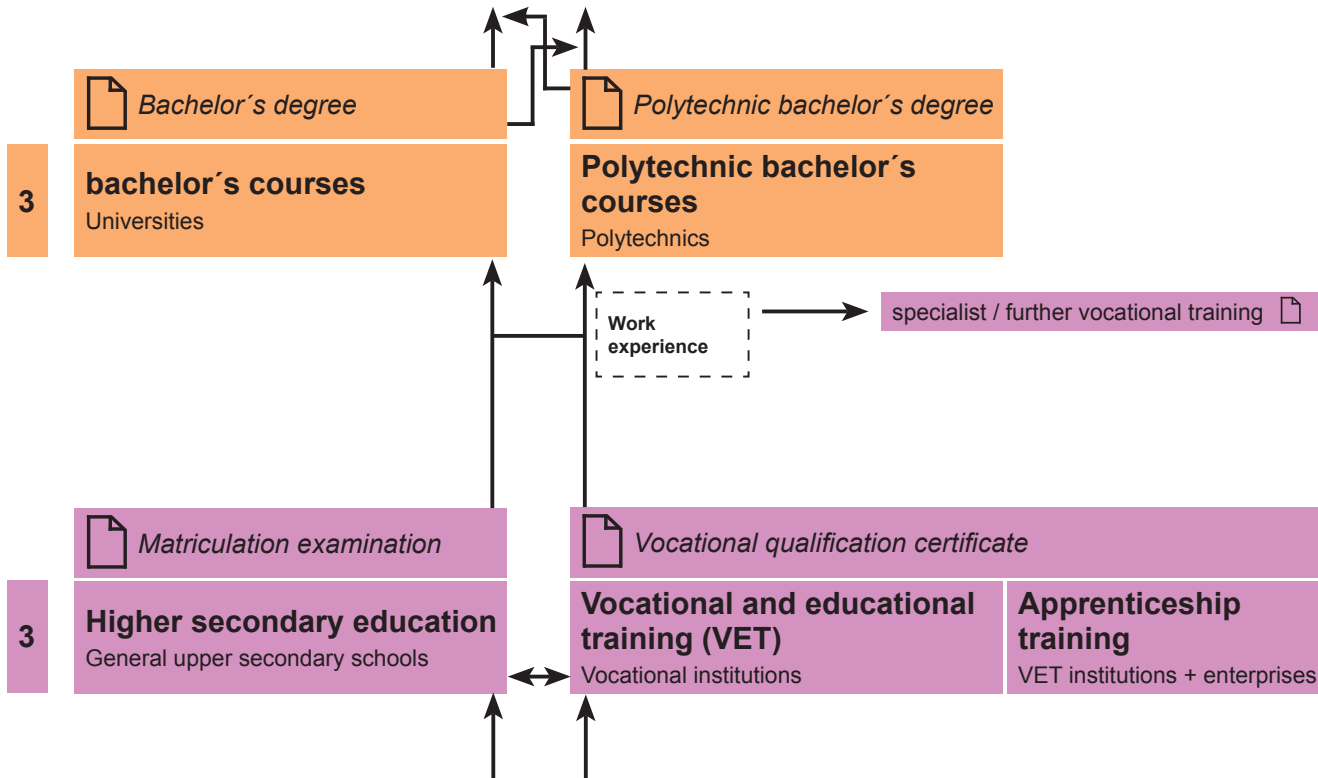 Bachelor´s degree
Polytechnic bachelor´s degree
3
bachelor´s courses
Universities
Polytechnic bachelor´s
courses
Polytechnics
Work
experience
specialist / further vocational training
Matriculation examination
Vocational qualification certificate
3
Higher secondary education
General upper secondary schools
Vocational and educational
training (VET)
Vocational institutions
Apprenticeship
training
VET institutions + enterprises